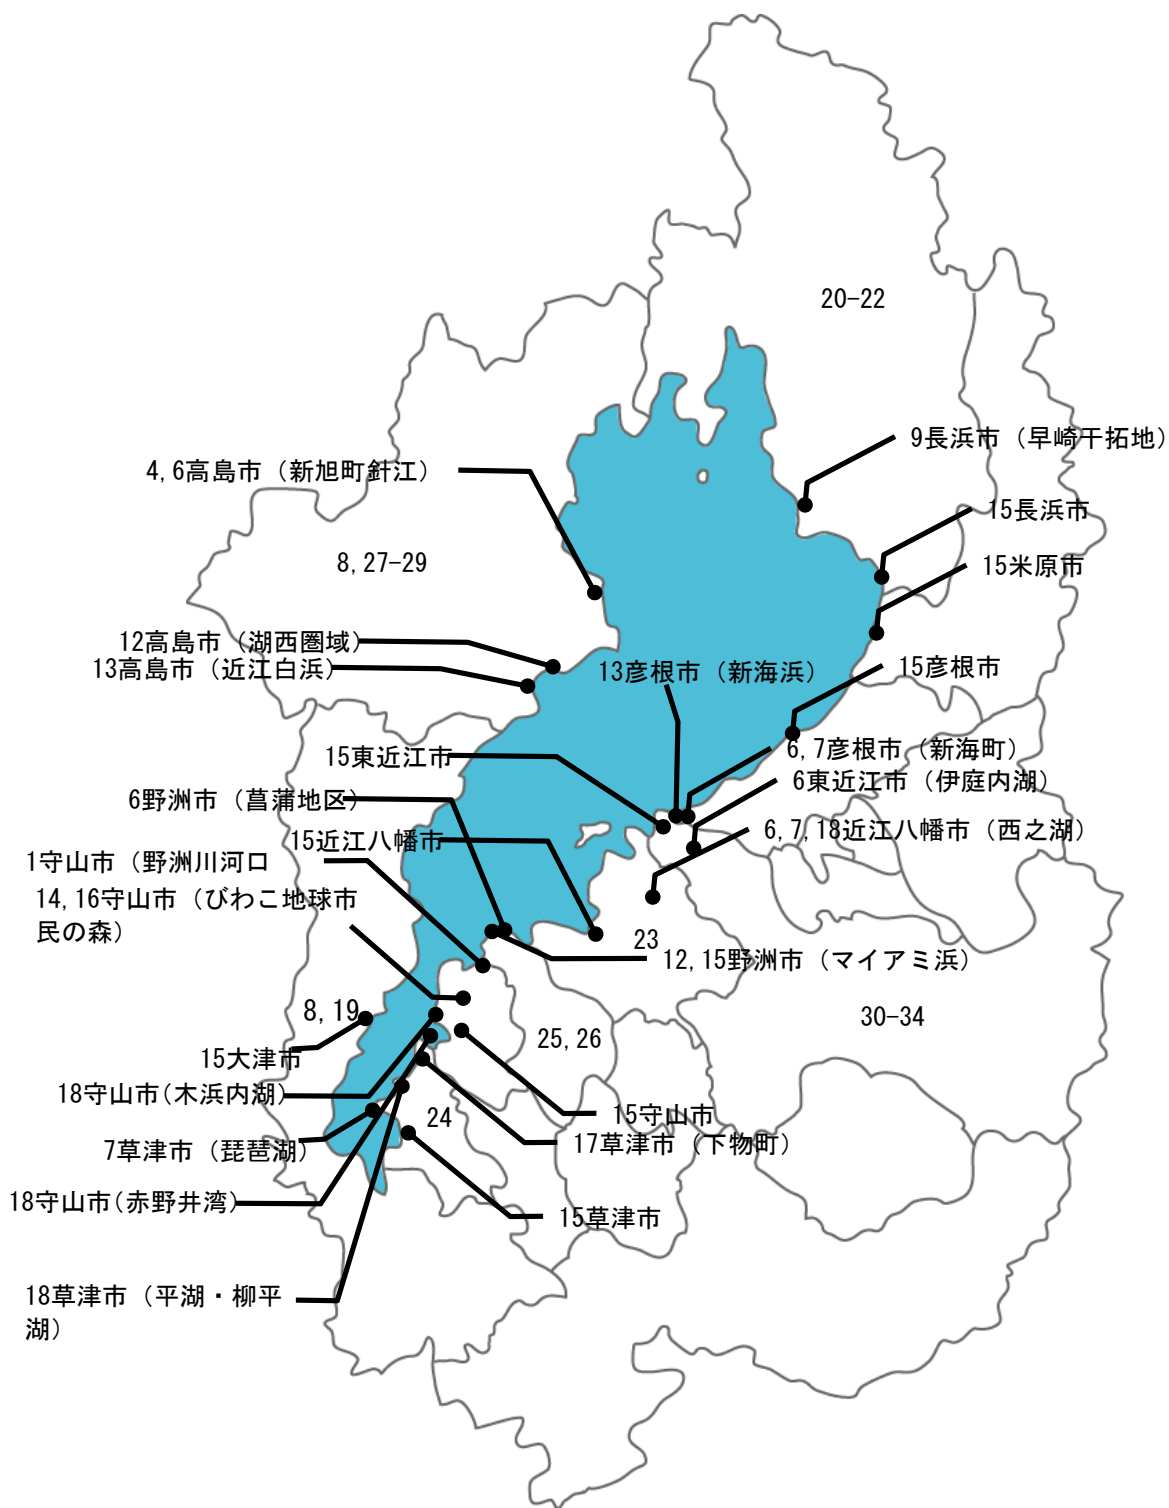 20−22
9長浜市（早崎干拓地）
4,6高島市（新旭町針江）
15長浜市
8,27−29
15米原市
12高島市（湖西圏域）
13高島市（近江白浜）
13彦根市（新海浜）
15彦根市
15東近江市
6,7彦根市（新海町）
6東近江市（伊庭内湖）
6野洲市（菖蒲地区）
15近江八幡市
6,7,18近江八幡市（西之湖）
1守山市（野洲川河口
14,16守山市（びわこ地球市
民の森）
23
12,15野洲市（マイアミ浜）
8,19
30−34
25,26
15大津市
18守山市(木浜内湖)
24
15守山市
7草津市（琵琶湖）
17草津市（下物町）
18守山市(赤野井湾)
15草津市
18草津市（平湖・柳平
湖）